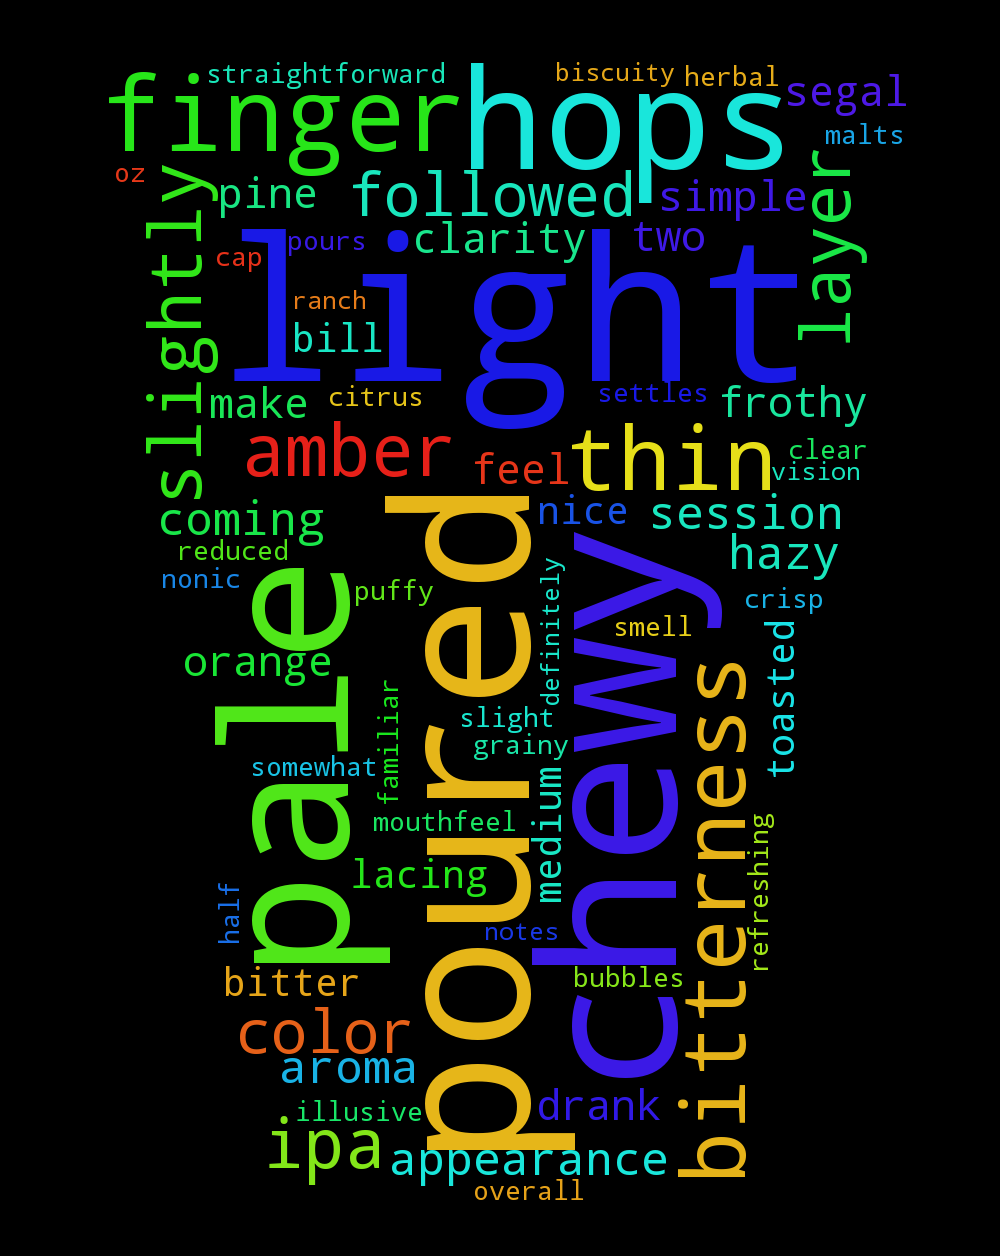 straightforward
biscuity
herbal
finger
hops
segal
malts
oz
pine
followed
simple
layer
slightly
cap
pours
clarity
two
light
ranch
bill
make
citrus
settles
frothy
amber
feel
thin
clear
vision
coming
poured
nice
session
hazy
reduced
nonic
puffy
pale
definitely
chewy
smell
crisp
toasted
orange
familiar
slight
grainy
bitterness
somewhat
mouthfeel
medium
refreshing
lacing
half
notes
bitter
bubbles
color
aroma
illusive
drank
ipa
appearance
overall